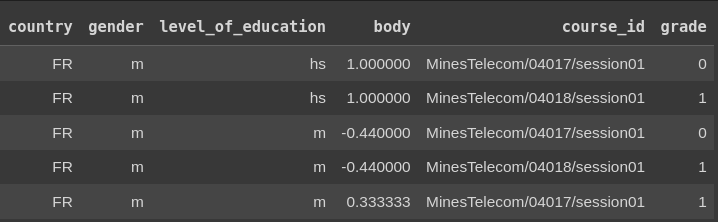 country gender level_of_education body course_id grade
FR m hs 1.000000 MinesTelecom/04017/session01 0
FR m hs 1.000000 MinesTelecom/04018/session01 1
FR m m -0.440000 MinesTelecom/04017/session01 0
FR m m -0.440000 MinesTelecom/04018/session01 1
FR m m 0.333333 MinesTelecom/04017/session01 1